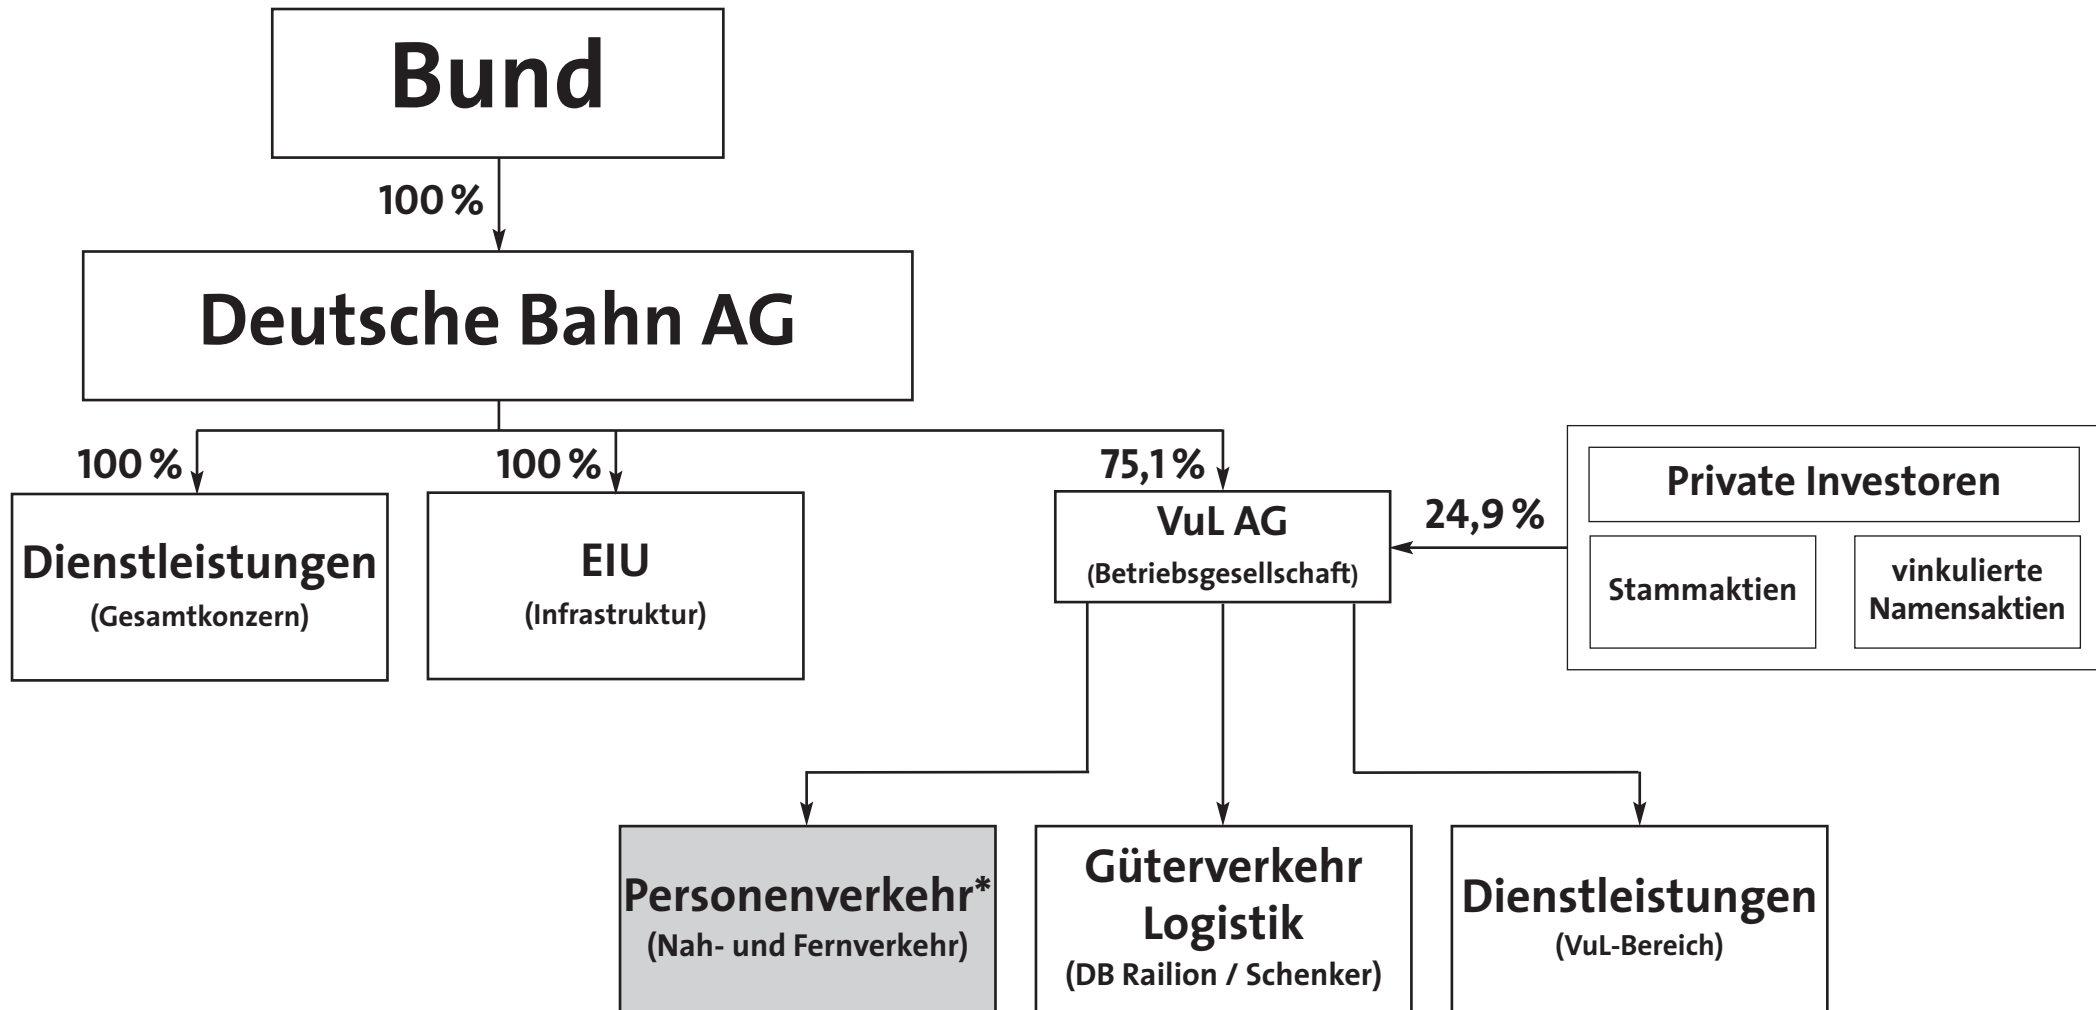 Bund
100 %
Deutsche Bahn AG
100 %
100 %
75,1 %
Dienstleistungen
(Gesamtkonzern)
EIU
(Infrastruktur)
VuL AG
(Betriebsgesellschaft)
24,9 %
Private Investoren
Stammaktien
vinkulierte
Namensaktien
Personenverkehr*
(Nah- und Fernverkehr)
Güterverkehr
Logistik
(DB Railion / Schenker)
Dienstleistungen
(VuL-Bereich)